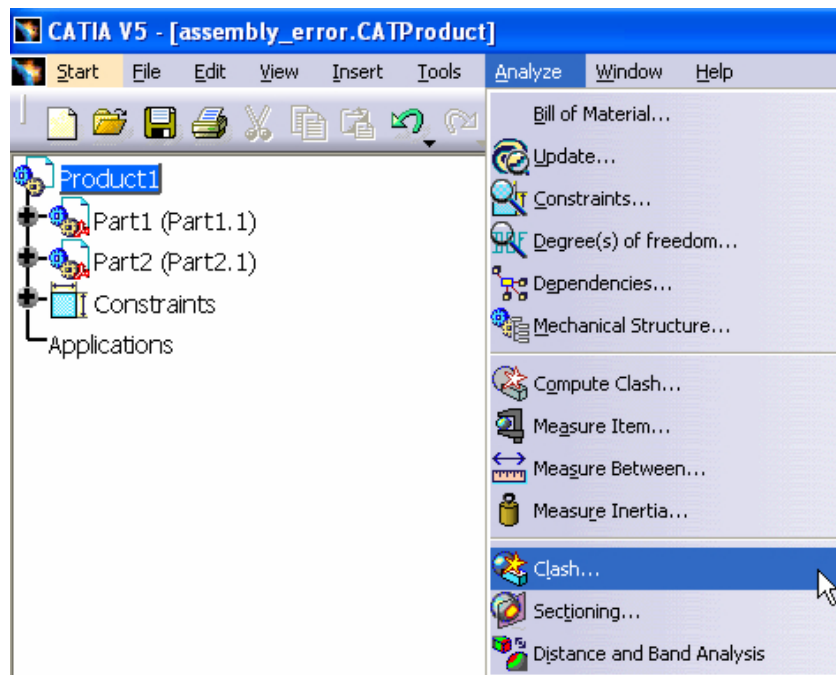 CATIA V5 - [assembly_error.CATProduct]
Start File Edit View Insert Tools Analyze Window Help
Product1
Part1 (Part1.1)
Part2 (Part2.1)
Constraints
Applications
Bill of Material...
Update...
Constraints...
Degree(s) of freedom...
Dependencies...
Mechanical Structure...
Compute Clash...
Measure Item...
Measure Between...
Measure Inertia...
Clash...
Sectioning...
Distance and Band Analysis